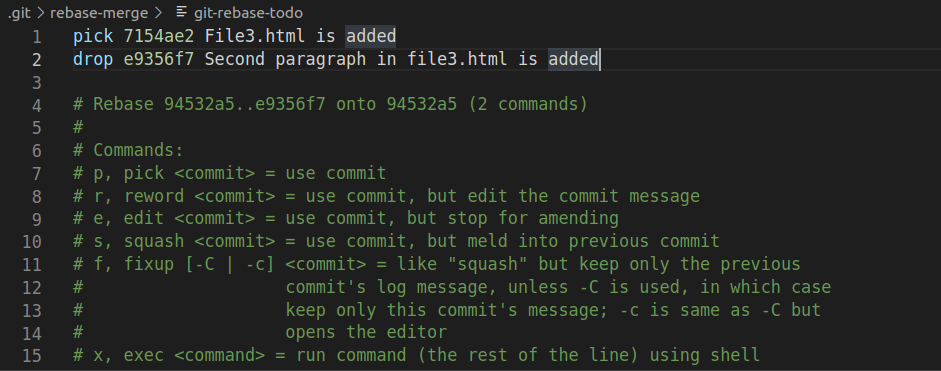 .git > rebase-merge > git-rebase-todo
1 pick 7154ae2 File3.html is added
2 drop e9356f7 Second paragraph in file3.html is added
3
4 # Rebase 94532a5..e9356f7 onto 94532a5 (2 commands)
5 #
6 # Commands:
7 # p, pick <commit> = use commit
8 # r, reword <commit> = use commit, but edit the commit message
9 # e, edit <commit> = use commit, but stop for amending
10 # s, squash <commit> = use commit, but meld into previous commit
11 # f, fixup [-C | -c] <commit> = like "squash" but keep only the previous
12 #                    commit's log message, unless -C is used, in which case
13 #                    keep only this commit's message; -c is same as -C but
14 #                    opens the editor
15 # x, exec <command> = run command (the rest of the line) using shell